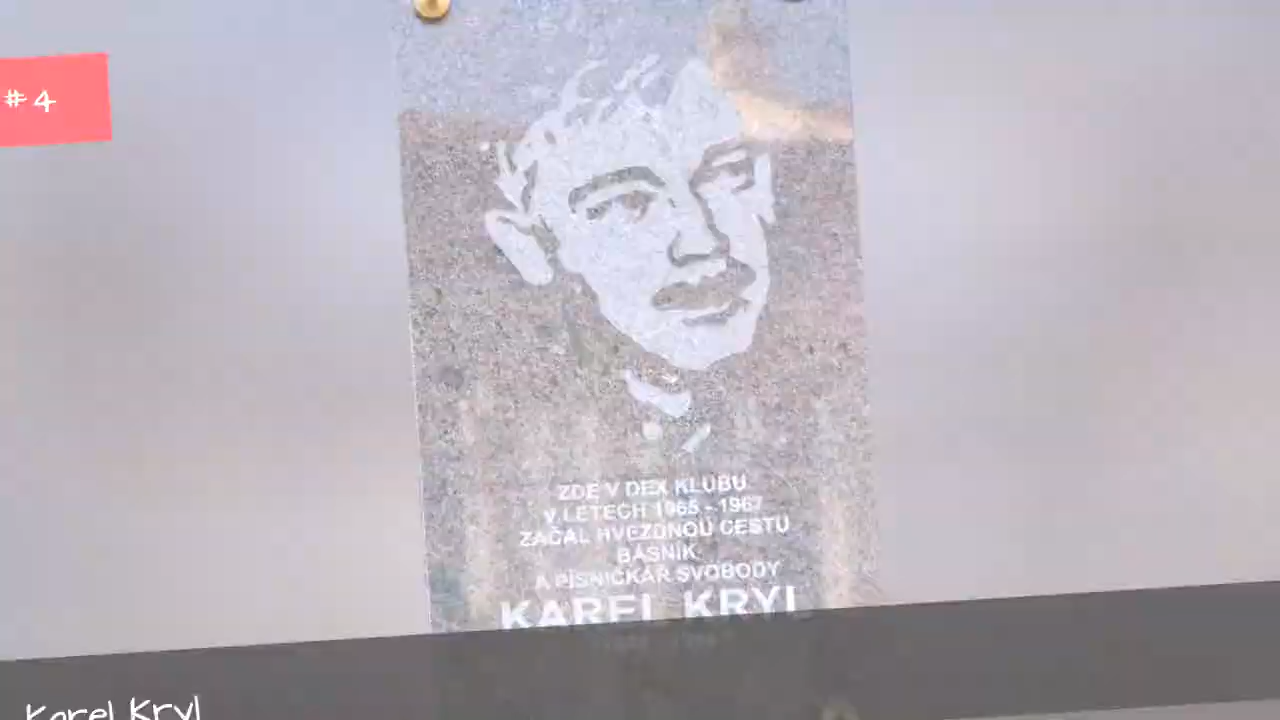 #4
ZDE V DEX KLUBU
V LETECH 1965 - 1967
ZAČAL HVĚZDNOU CESTU
BÁSNÍK
A PÍSNIČKÁŘ SVOBODY
KAREL KRYL
Karel Kryl